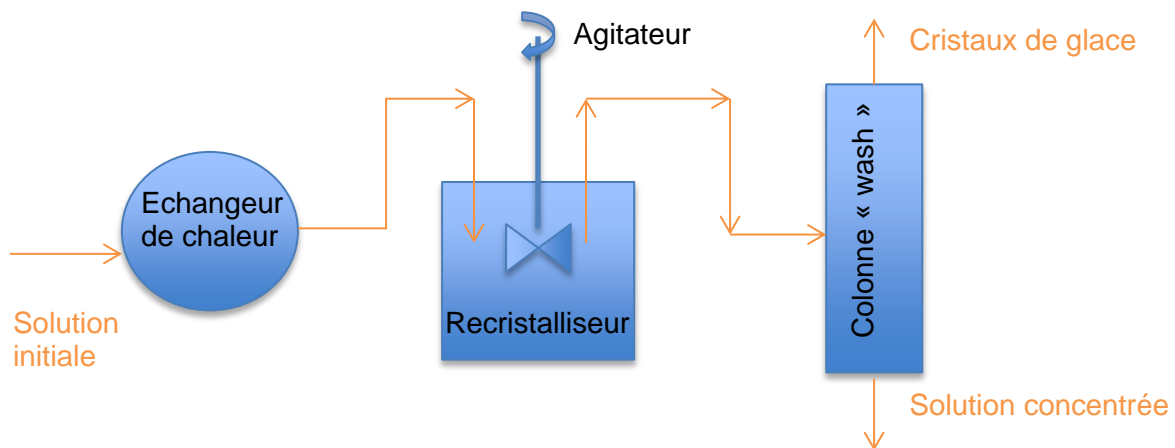 Agitateur
Cristaux de glace
Echangeur
de chaleur
Colonne « wash »
Solution
initiale
Recristalliseur
Solution concentrée